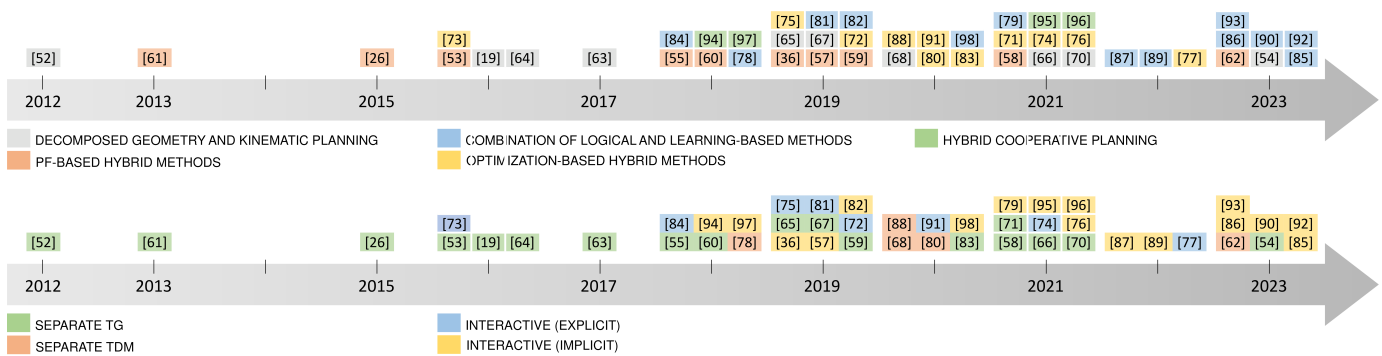 [75] [81] [82] [79] [95] [96] [93]
[73] [84] [94] [97] [65] [67] [72] [88] [91] [98] [71] [74] [76] [86] [90] [92]
[52] [61] [26] [53] [19] [64] [63] [55] [60] [78] [36] [57] [59] [68] [80] [83] [58] [66] [70] [87] [89] [77] [62] [54] [85]
2012 2013 2015 2017 2019 2021 2023
DECOMPOSED GEOMETRY AND KINEMATIC PLANNING COMBINATION OF LOGICAL AND LEARNING-BASED METHODS HYBRID COOPERATIVE PLANNING
PF-BASED HYBRID METHODS OPTIMIZATION-BASED HYBRID METHODS
[75] [81] [82] [79] [95] [96] [93]
[73] [84] [94] [97] [65] [67] [72] [88] [91] [98] [71] [74] [76] [86] [90] [92]
[52] [61] [26] [53] [19] [64] [63] [55] [60] [78] [36] [57] [59] [68] [80] [83] [58] [66] [70] [87] [89] [77] [62] [54] [85]
2012 2013 2015 2017 2019 2021 2023
SEPARATE TG INTERACTIVE (EXPLICIT)
SEPARATE TDM INTERACTIVE (IMPLICIT)